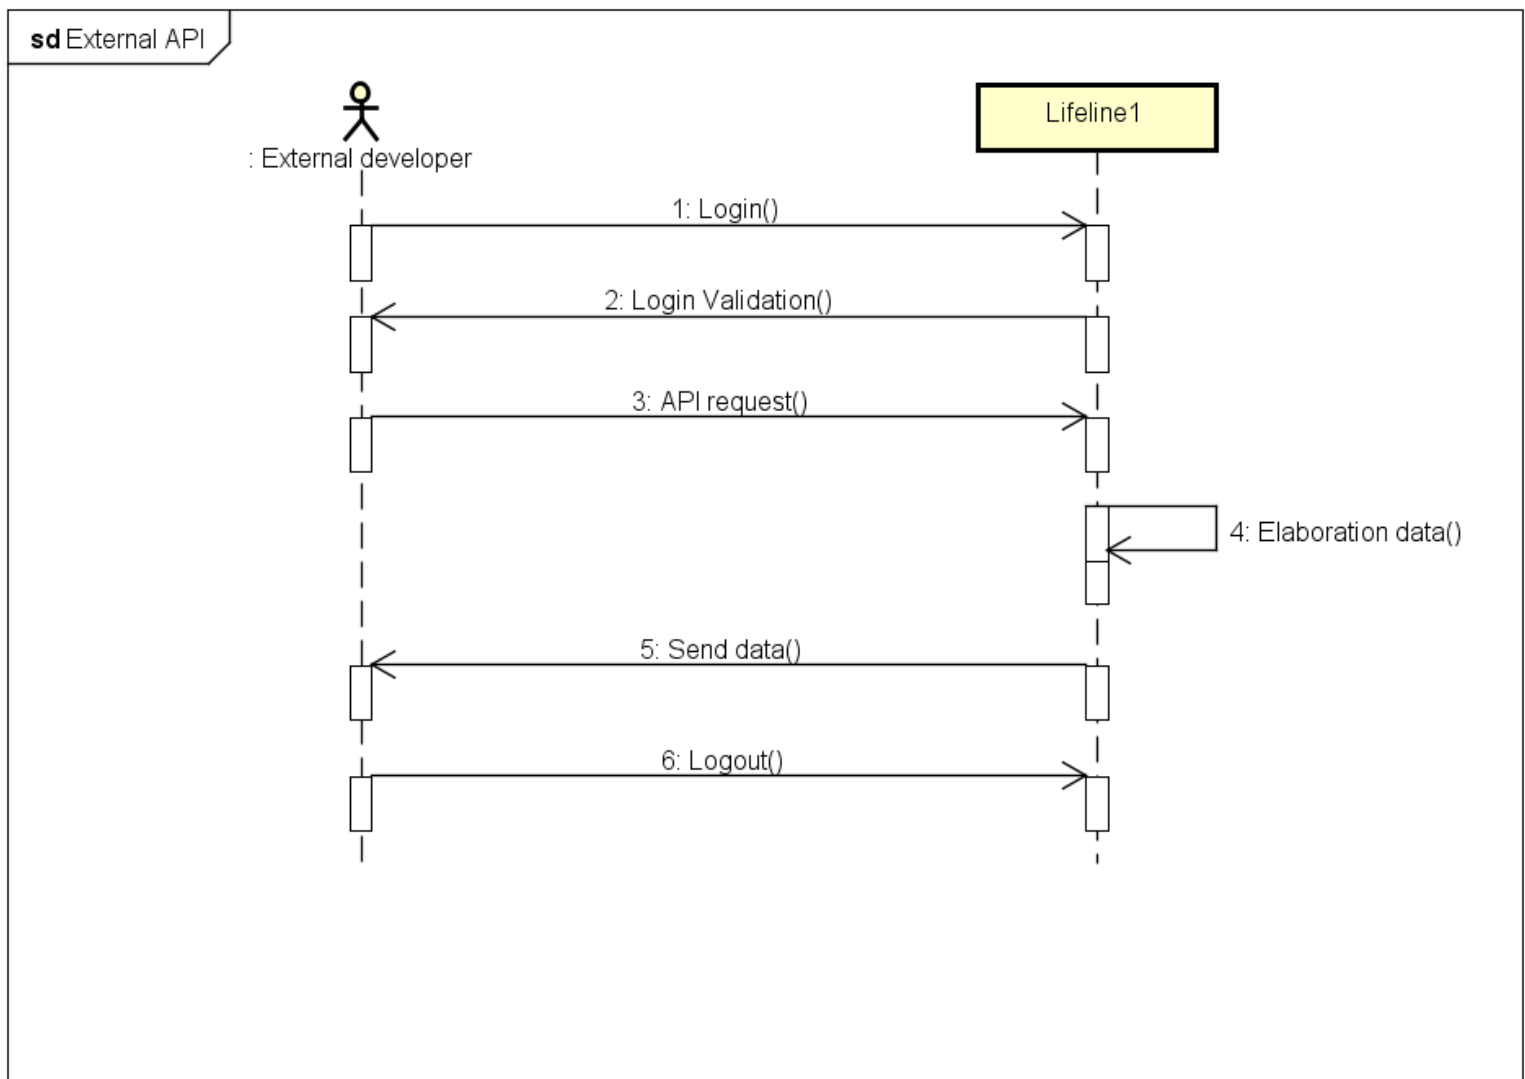 sd External API
: External developer
Lifeline1
1: Login()
2: Login Validation()
3: API request()
4: Elaboration data()
5: Send data()
6: Logout()